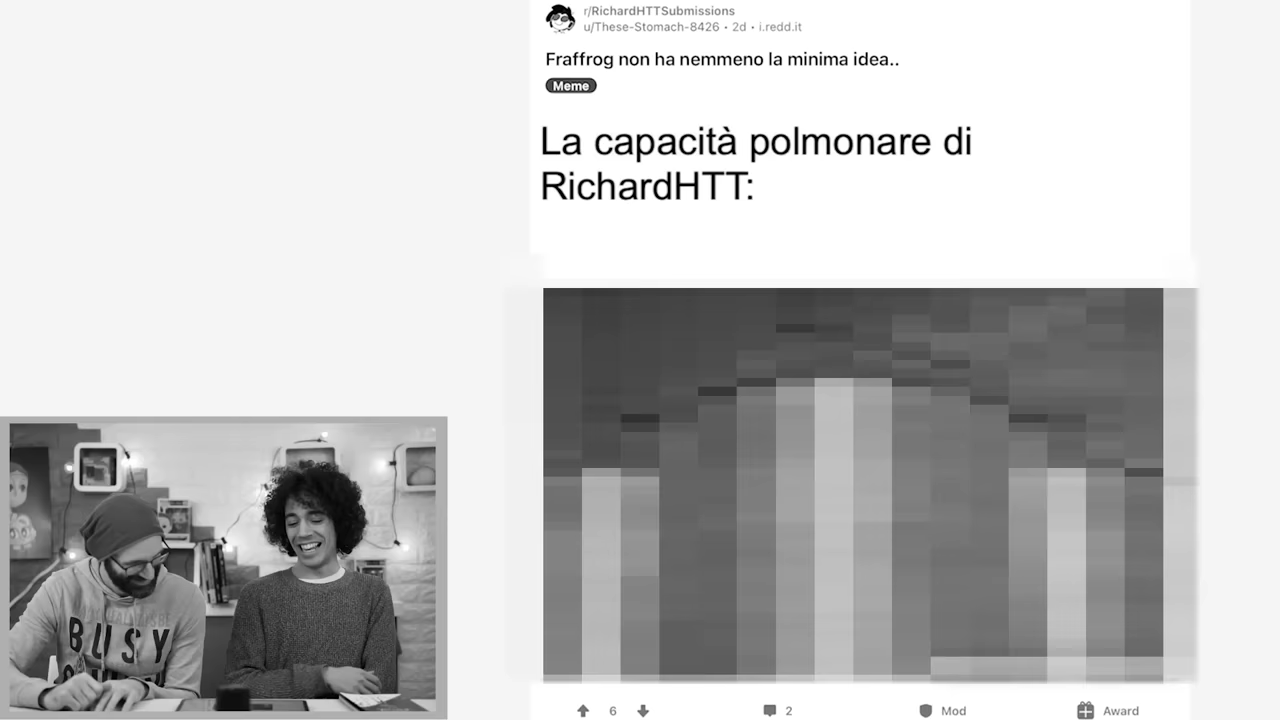 r/RichardHTTSubmissions
u/These-Stomach-8426 • 2d • i.redd.it
Fraffrog non ha nemmeno la minima idea..
Meme
La capacità polmonare di
RichardHTT:
BUSY
6
2
Mod
Award